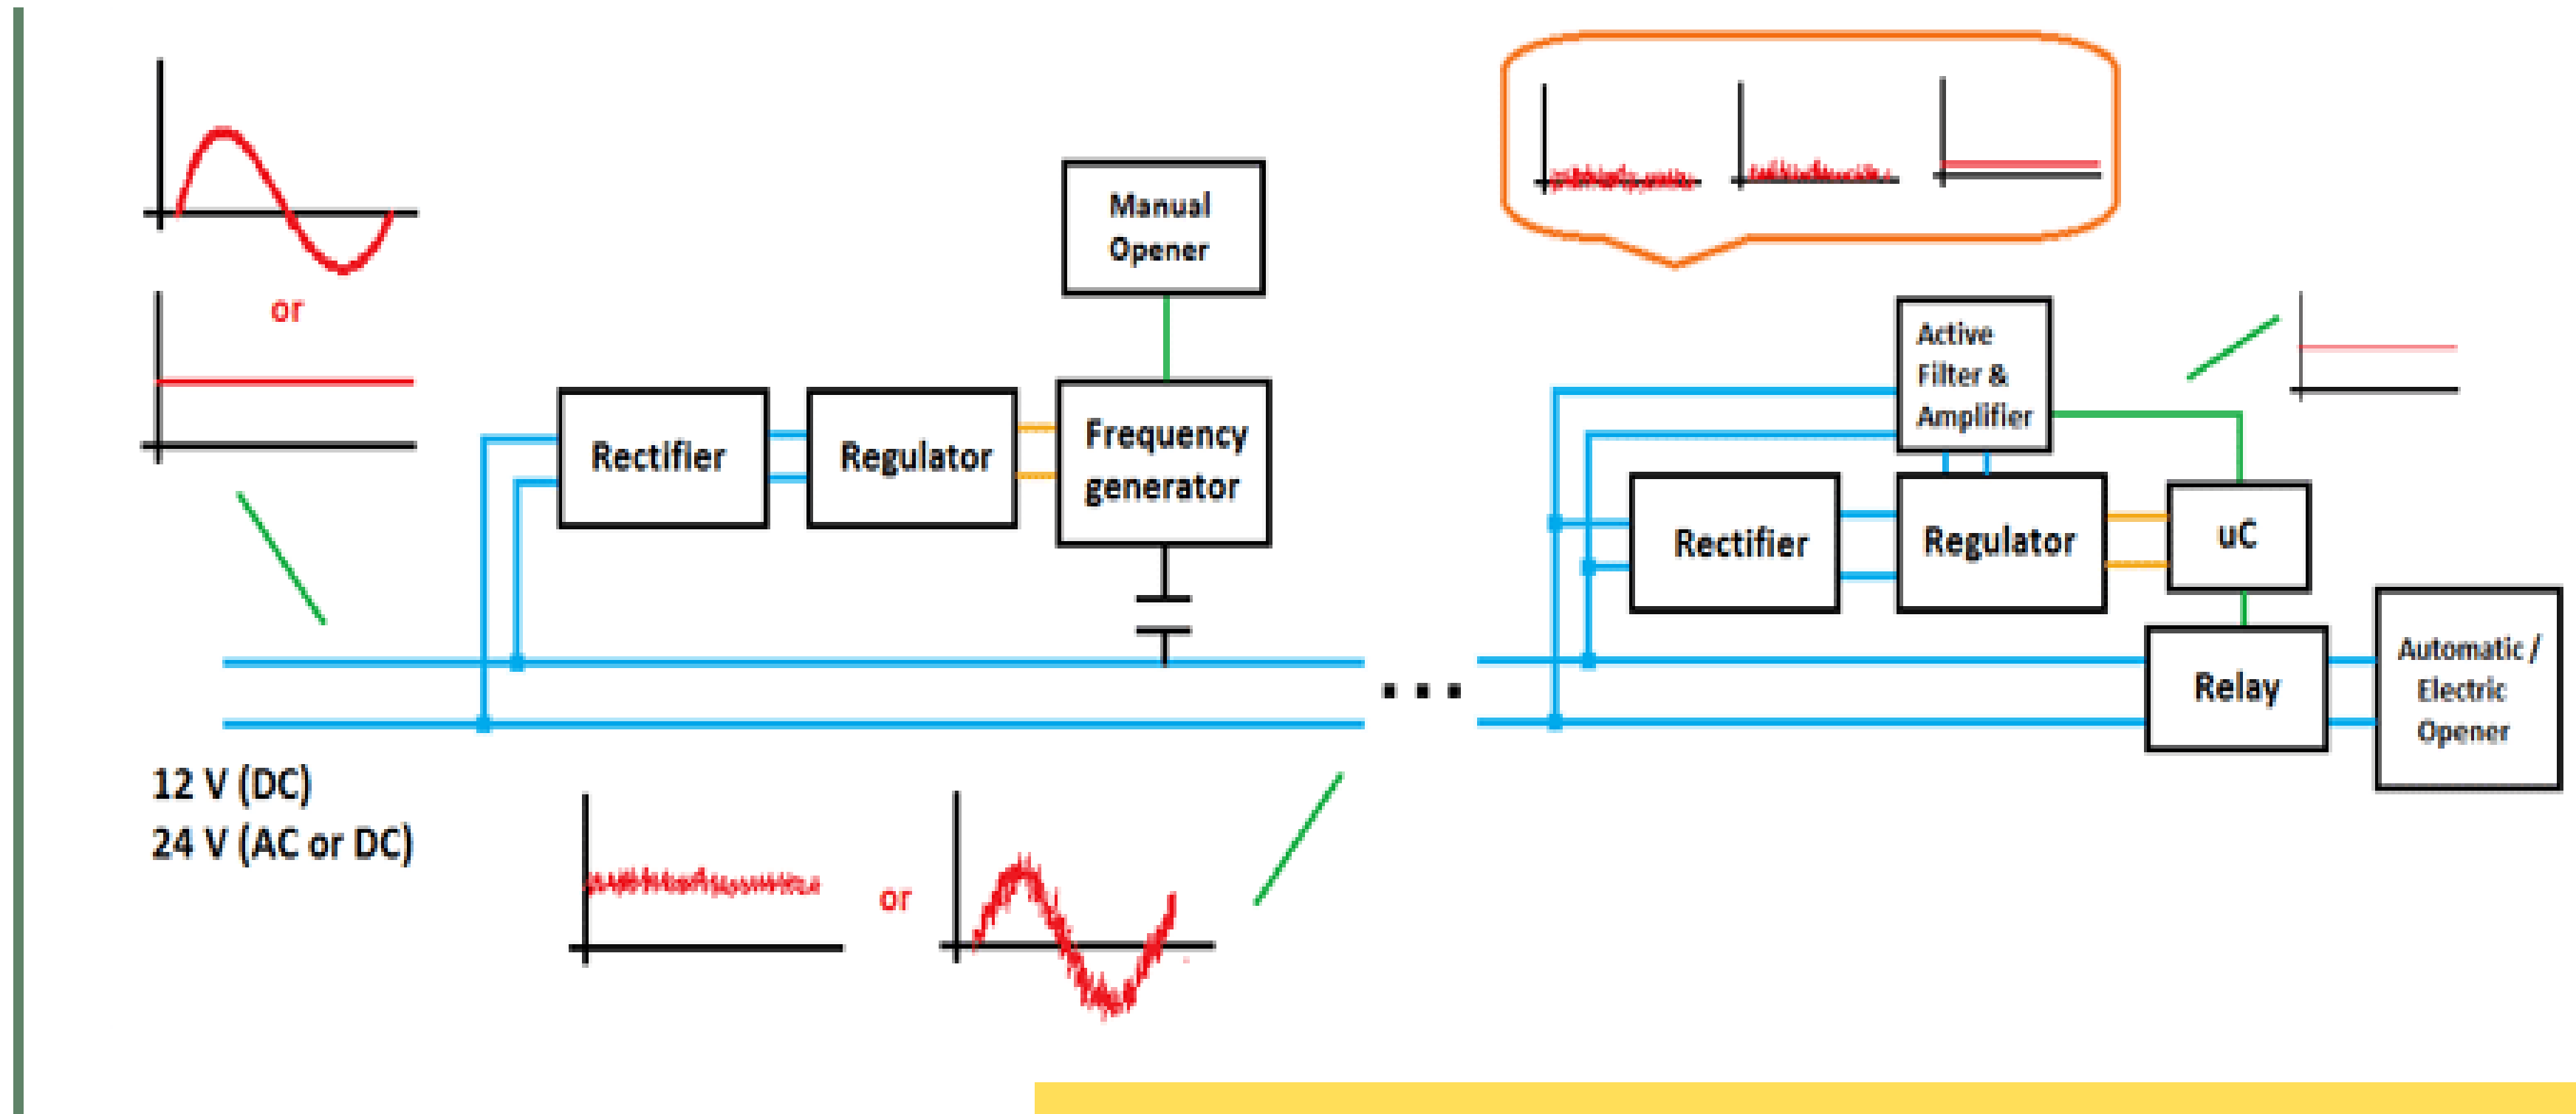 or
12 V (DC)
24 V (AC or DC)
Rectifier
Regulator
Manual
Opener
Frequency
generator
or
...
Active
Filter &
Amplifier
Rectifier
Regulator
uC
Relay
Automatic /
Electric
Opener